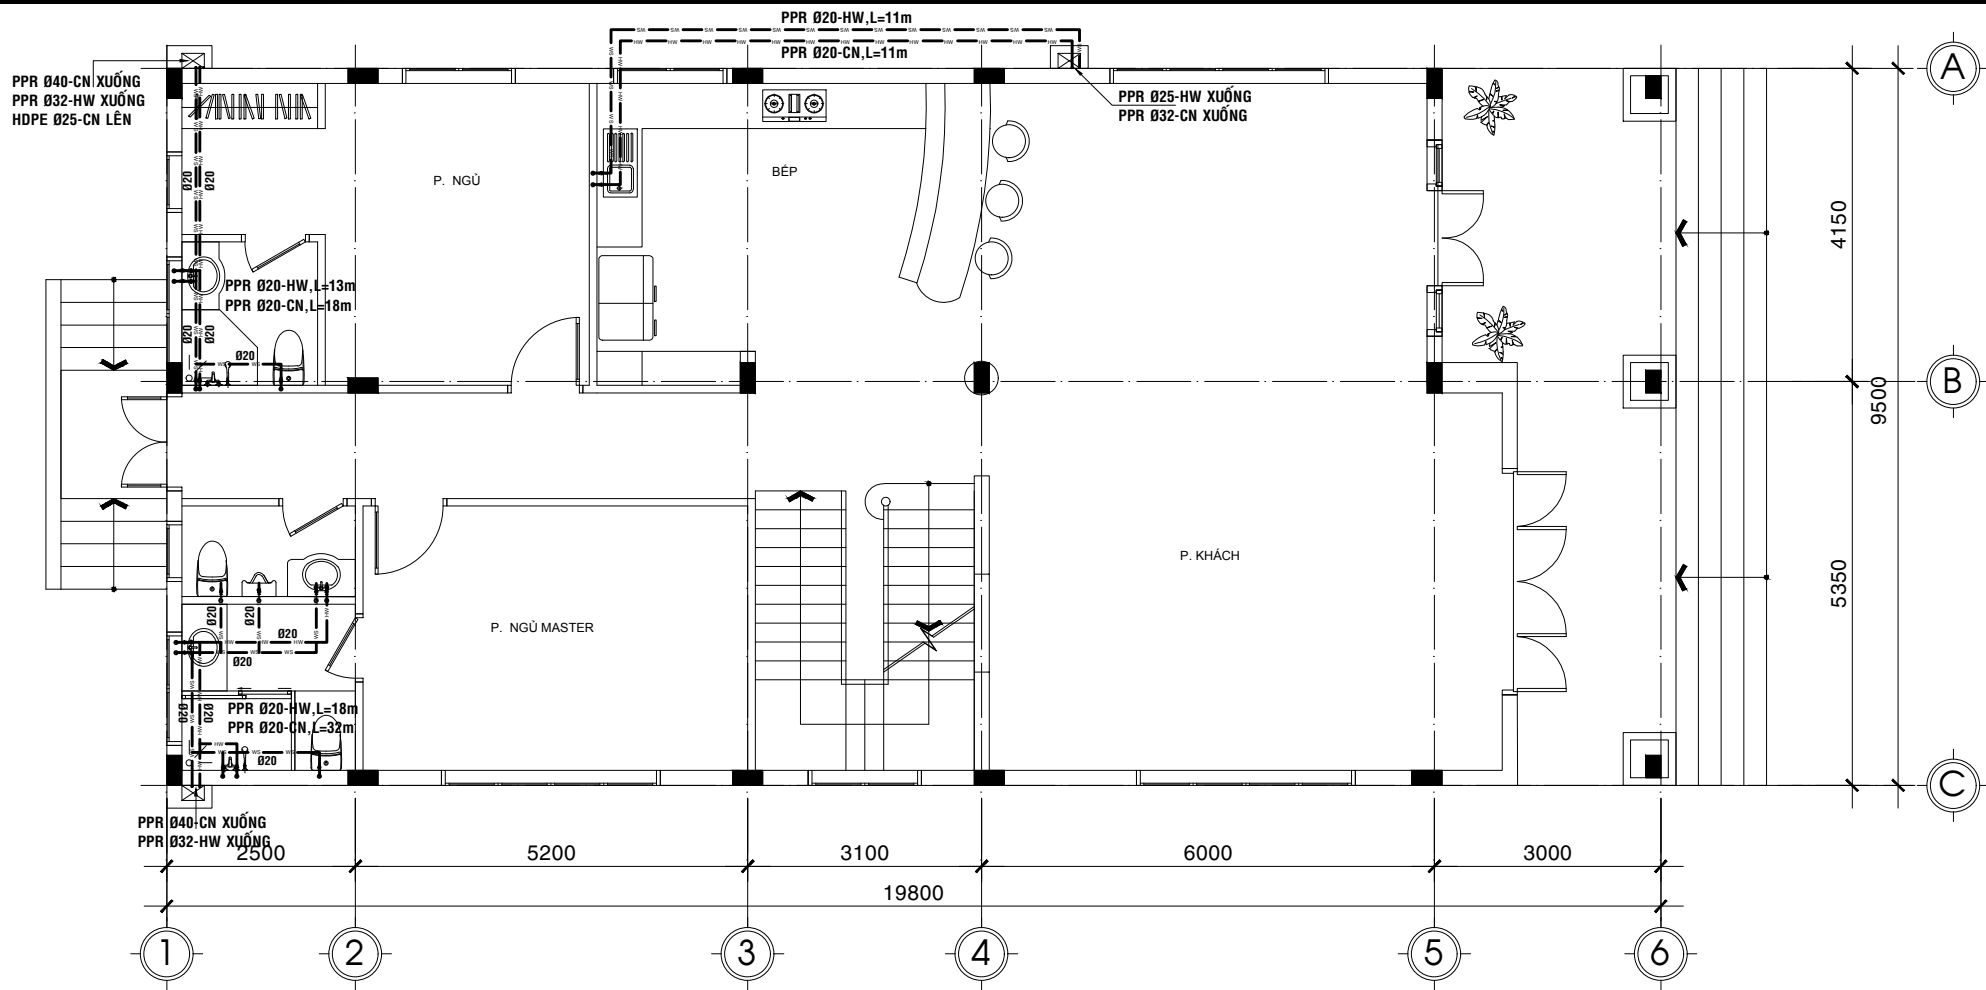 PPR Ø20-HW,L=11m
PPR Ø20-CN,L=11m
PPR Ø40-CN XUỐNG
PPR Ø32-HW XUỐNG
HDPE Ø25-CN LÊN
PPR Ø25-HW XUỐNG
PPR Ø32-CN XUỐNG
A
P. NGỦ
BẾP
Ø20
Ø20
4150
PPR Ø20-HW,L=13m
PPR Ø20-CN,L=18m
Ø20
Ø20
Ø20
B
9500
P. KHÁCH
5350
Ø20
Ø20
Ø20
P. NGỦ MASTER
Ø20
Ø20
Ø20
PPR Ø20-HW,L=18m
PPR Ø20-CN,L=32m
Ø20
C
PPR Ø40-CN XUỐNG
PPR Ø32-HW XUỐNG
2500
5200
3100
6000
3000
19800
1
2
3
4
5
6